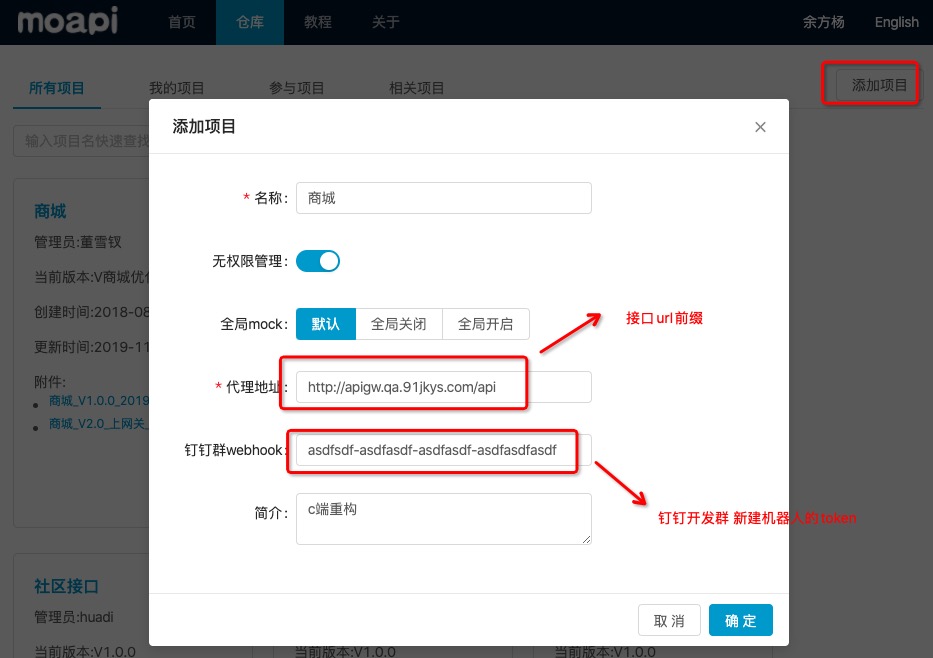 moapi 首页 仓库 教程 关于 余方杨 English
所有项目 我的项目 参与项目 相关项目 添加项目
输入项目名快速查找
添加项目
商城
管理员:董雪钗
当前版本:V商城优
创建时间:2018-08
更新时间:2019-11
附件:
商城_V1.0.0_2019
商城_V2.0_上网关_
* 名称: 商城
无权限管理:
全局mock: 默认 全局关闭 全局开启
接口url前缀
* 代理地址: http://apigw.qa.91jkys.com/api
钉钉群webhook: asdfsdf-asdfasdf-asdfasdf-asdfasdfasdf
钉钉开发群 新建机器人的token
简介: c端重构
取 消 确 定
社区接口
管理员:huadi
当前版本:V1.0.0 当前版本:V1.0.0 当前版本:V1.0.0